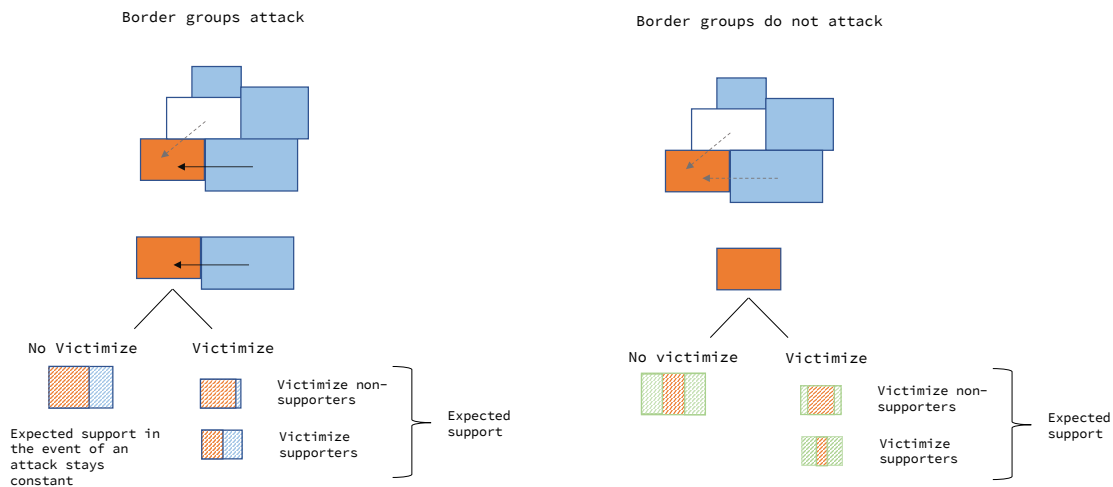 Border groups attack
Border groups do not attack
No Victimize
Victimize
Victimize non-
supporters
Victimize
supporters
Expected
support
Expected support in
the event of an
attack stays
constant
No victimize
Victimize
Victimize non-
supporters
Victimize
supporters
Expected
support